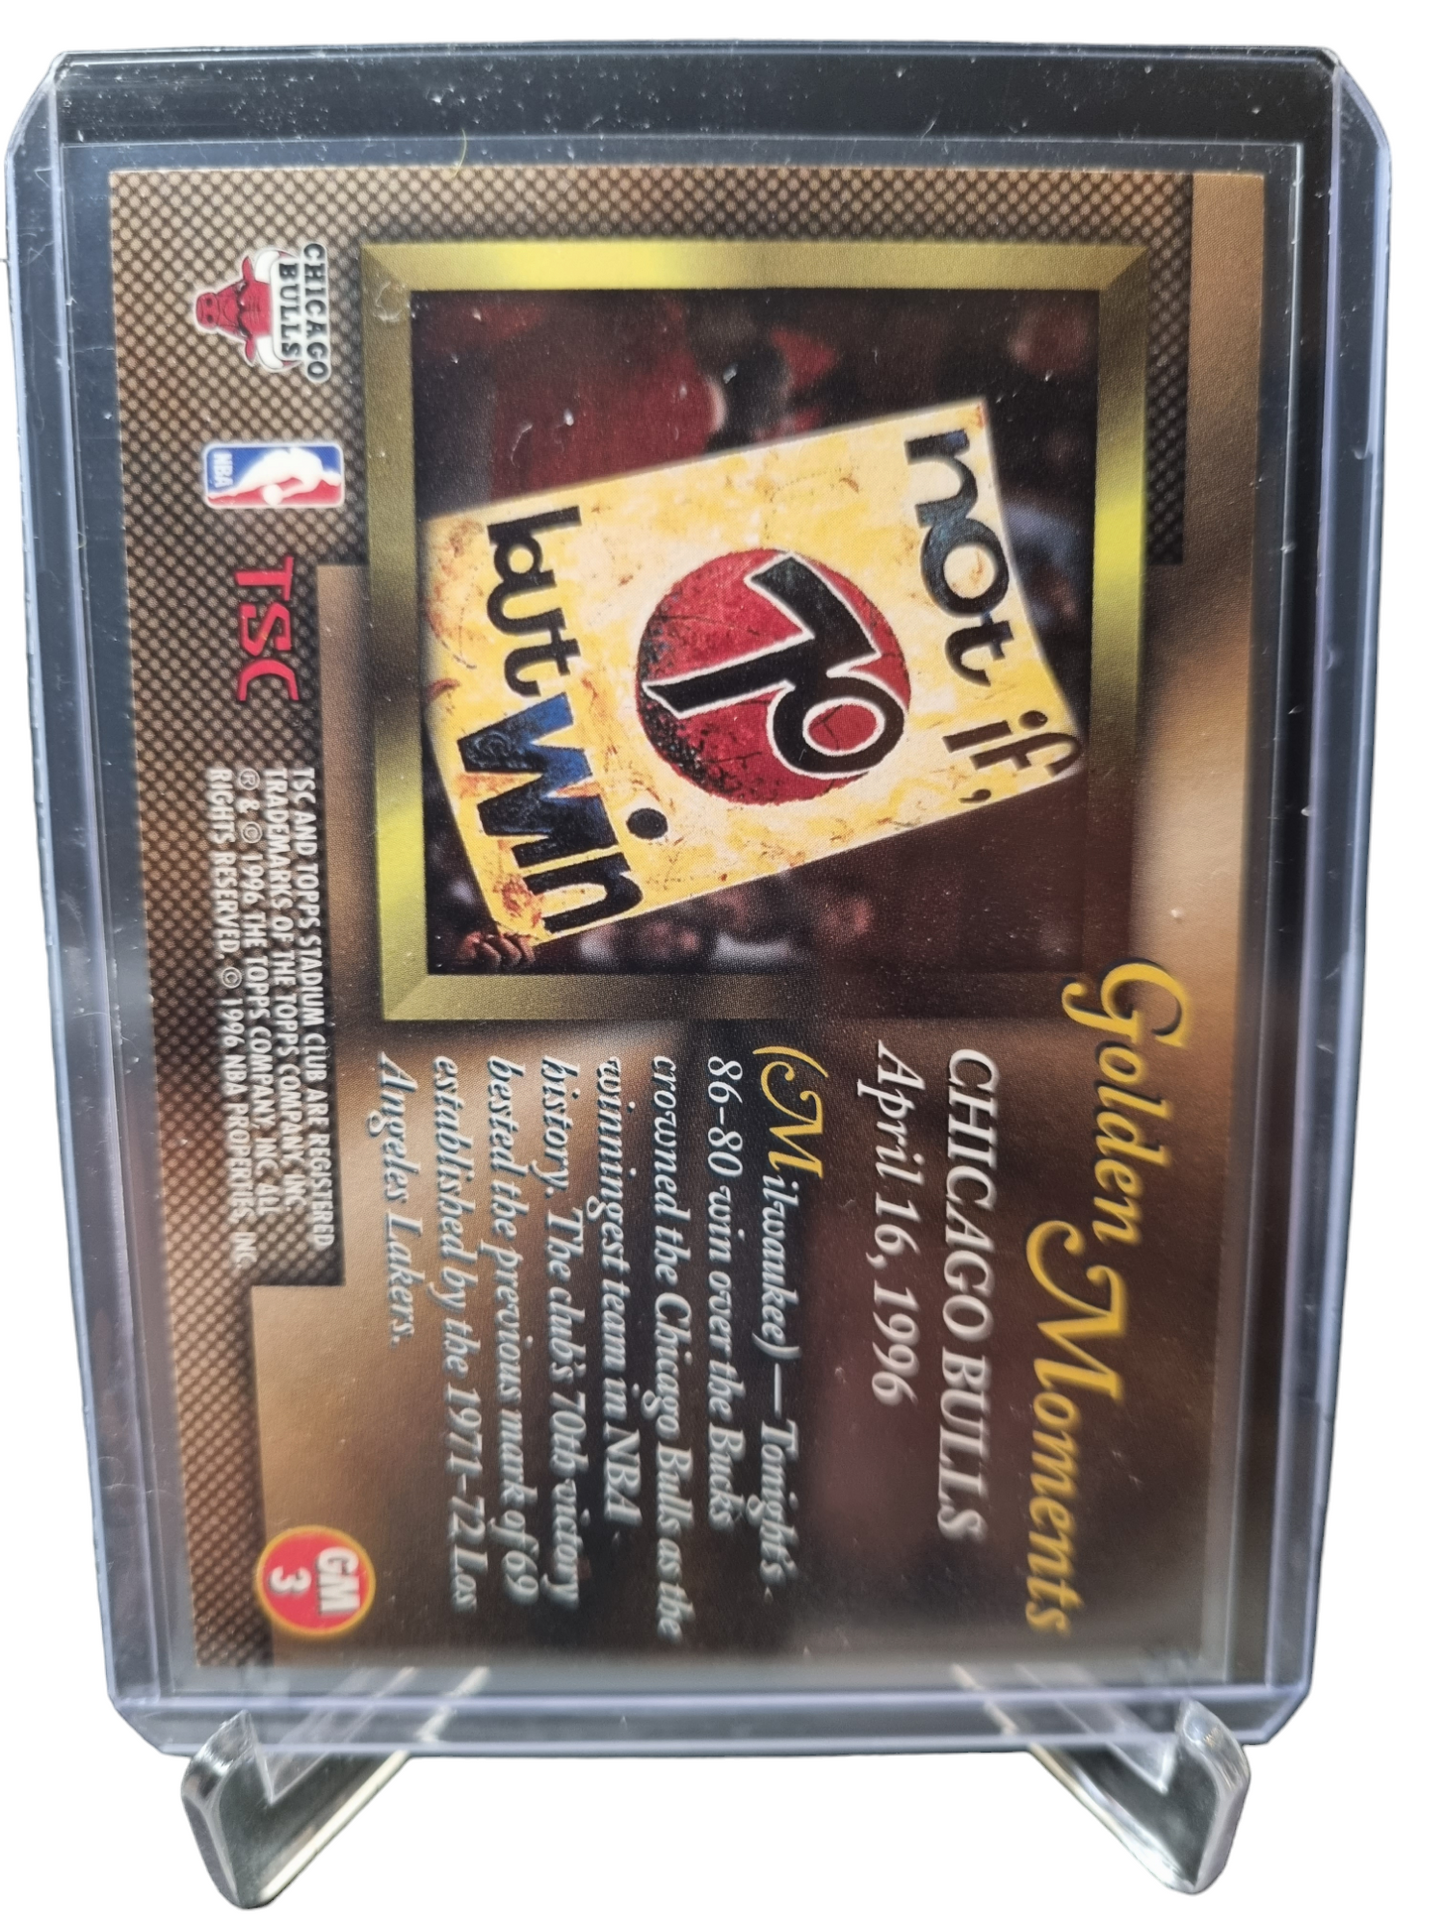 Golden Moments
CHICAGO BULLS
April 16, 1996
(Milwaukee) — Tonight's
86-80 win over the Bucks
crowned the Chicago Bulls as the
winningest team in NBA
history. The club's 70th victory
bested the previous mark of 69
established by the 1971-72 Los
Angeles Lakers.
not if,
70
but Win.
CHICAGO
BULLS
NBA
TSC
TSC AND TOPPS STADIUM CLUB ARE REGISTERED
TRADEMARKS OF THE TOPPS COMPANY, INC.
® & © 1996 THE TOPPS COMPANY, INC. ALL
RIGHTS RESERVED. © 1996 NBA PROPERTIES, INC.
GM
3